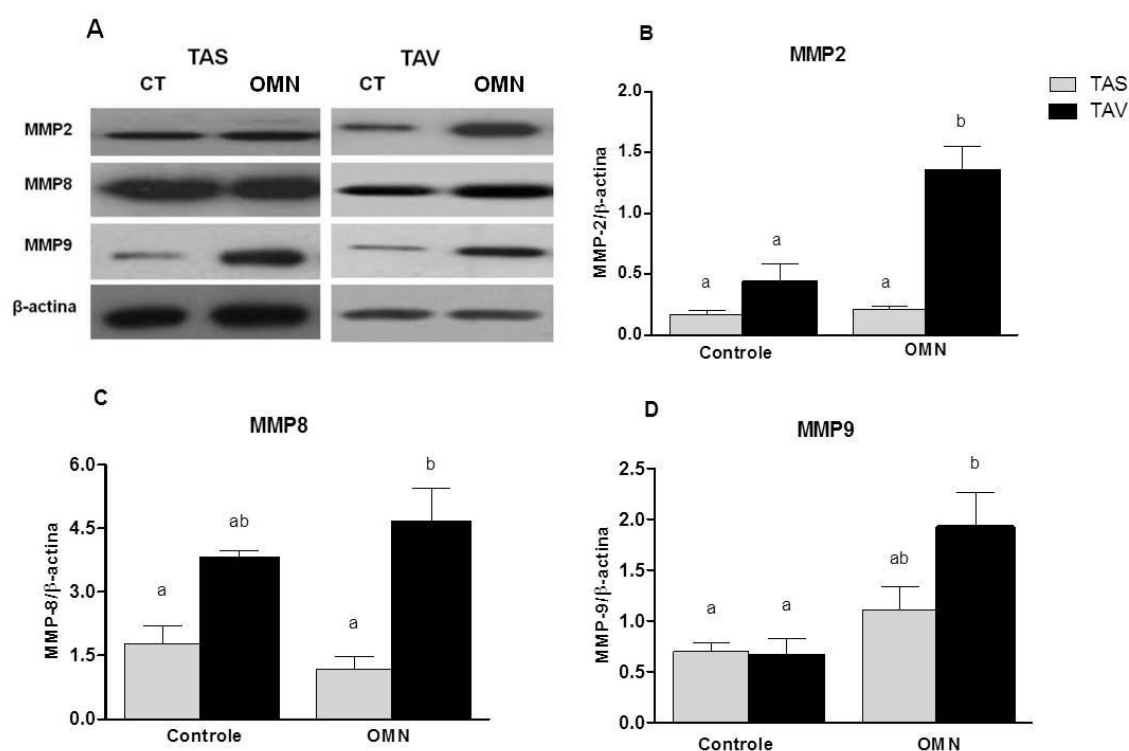 A
TAS TAV
CT OMN CT OMN
MMP2
MMP8
MMP9
β-actina
B
MMP2
TAS
TAV
MMP-2/β-actina
2.0
1.5
1.0
0.5
0.0
a
a
a
b
Controle OMN
C
MMP8
MMP-8/β-actina
6.0
4.5
3.0
1.5
0.0
a
ab
a
b
Controle OMN
D
MMP9
MMP-9/β-actina
2.5
2.0
1.5
1.0
0.5
0.0
a
a
ab
b
Controle OMN